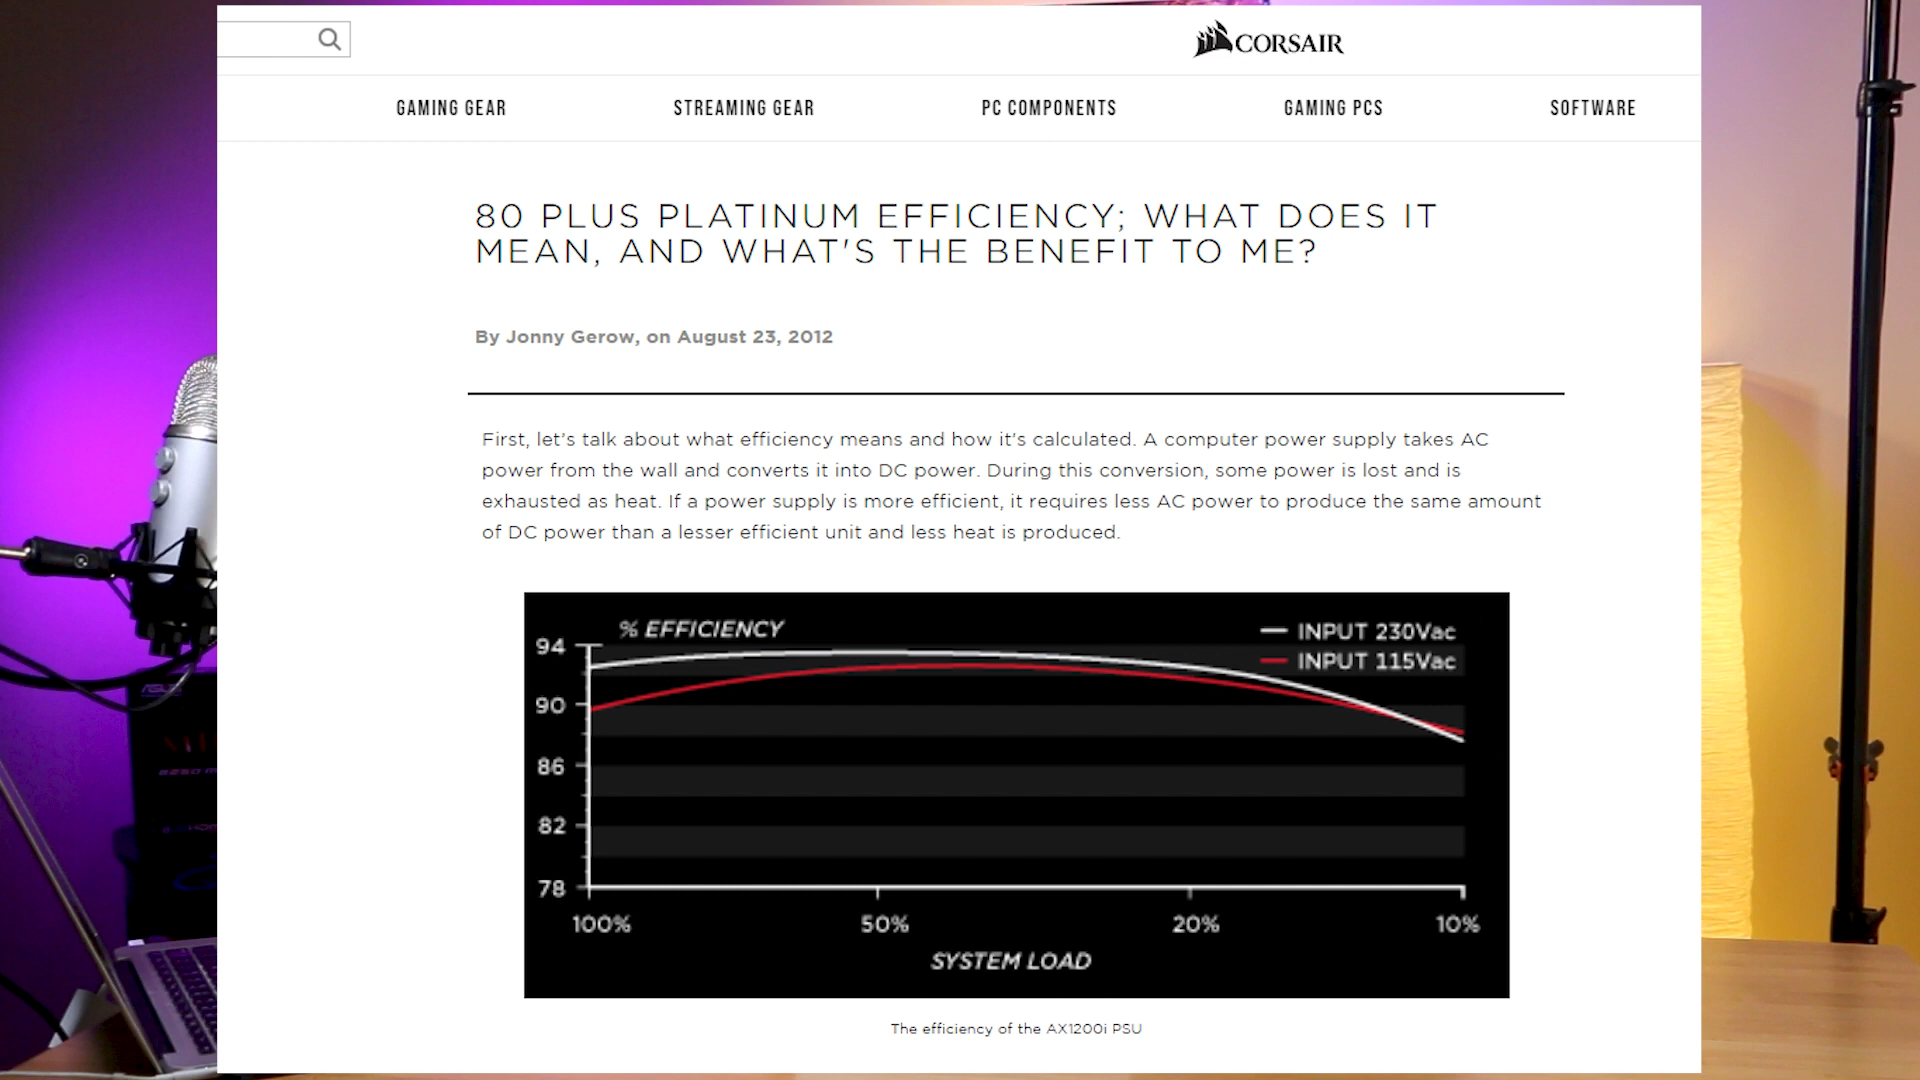 CORSAIR
GAMING GEAR STREAMING GEAR PC COMPONENTS GAMING PCS SOFTWARE
80 PLUS PLATINUM EFFICIENCY; WHAT DOES IT
MEAN, AND WHAT'S THE BENEFIT TO ME?
By Jonny Gerow, on August 23, 2012
First, let's talk about what efficiency means and how it's calculated. A computer power supply takes AC
power from the wall and converts it into DC power. During this conversion, some power is lost and is
exhausted as heat. If a power supply is more efficient, it requires less AC power to produce the same amount
of DC power than a lesser efficient unit and less heat is produced.
% EFFICIENCY
INPUT 230Vac
INPUT 115Vac
94
90
86
82
78
100% 50% 20% 10%
SYSTEM LOAD
The efficiency of the AX1200i PSU
ASUS